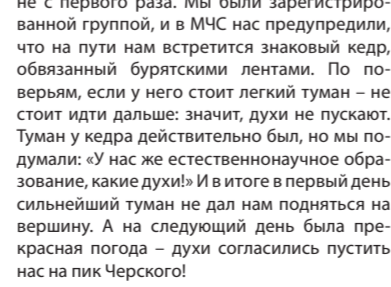 не с первого раза. Мы были зарегистриро-
ванной группой, и в МЧС нас предупредили,
что на пути нам встретится знаковый кедр,
обвязанный бурятскими лентами. По по-
верьям, если у него стоит легкий туман – не
стоит идти дальше: значит, духи не пускают.
Туман у кедра действительно был, но мы по-
думали: «У нас же естественнонаучное обра-
зование, какие духи!» И в итоге в первый день
сильнейший туман не дал нам подняться на
вершину. А на следующий день была пре-
красная погода – духи согласились пустить
нас на пик Черского!